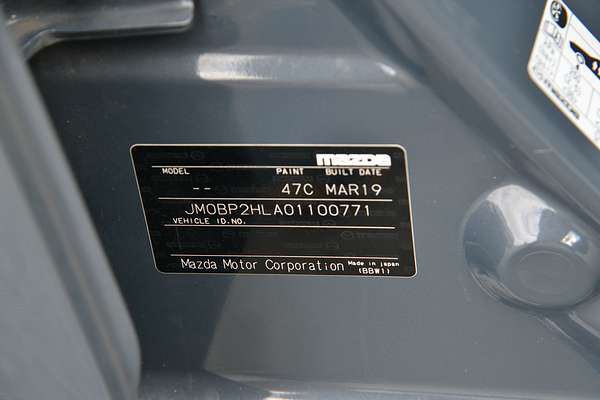 mazda
MODEL PAINT BUILT DATE
-- 47C MAR19
JM0BP2HLA01100771
VEHICLE ID.NO.
Mazda Motor Corporation Made in japan
(BBW1)